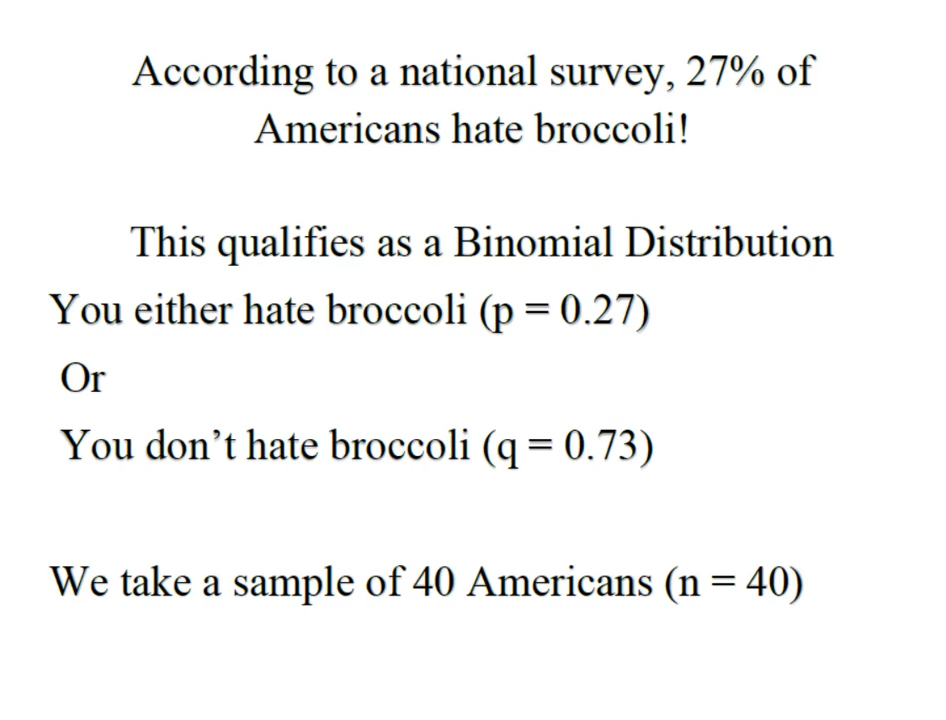 According to a national survey, 27% of
Americans hate broccoli!
This qualifies as a Binomial Distribution
You either hate broccoli (p = 0.27)
Or
You don’t hate broccoli (q = 0.73)
We take a sample of 40 Americans (n = 40)